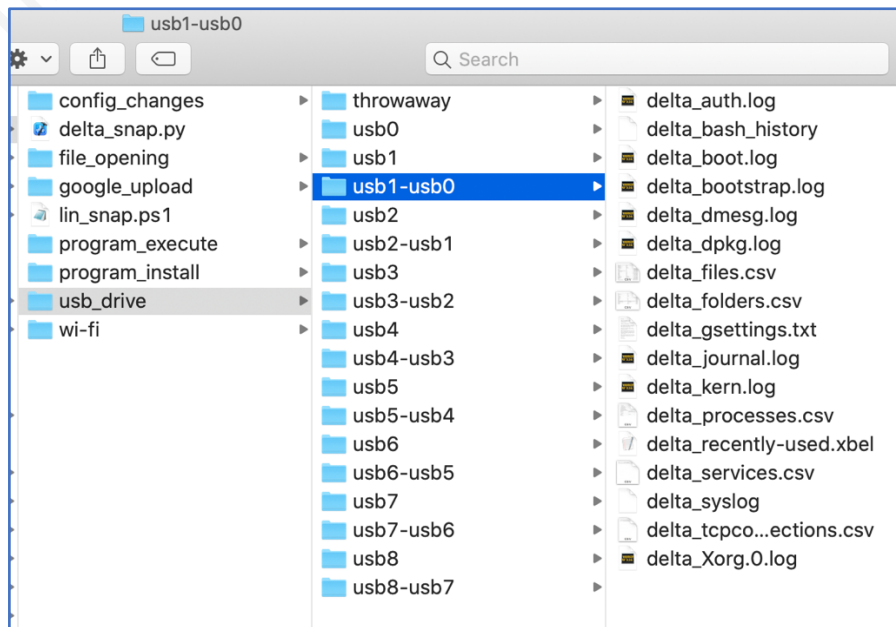 usb1-usb0
Search
config_changes
delta_snap.py
file_opening
google_upload
lin_snap.ps1
program_execute
program_install
usb_drive
wi-fi
throwaway
usb0
usb1
usb1-usb0
usb2
usb2-usb1
usb3
usb3-usb2
usb4
usb4-usb3
usb5
usb5-usb4
usb6
usb6-usb5
usb7
usb7-usb6
usb8
usb8-usb7
delta_auth.log
delta_bash_history
delta_boot.log
delta_bootstrap.log
delta_dmesg.log
delta_dpkg.log
delta_files.csv
delta_folders.csv
delta_gsettings.txt
delta_journal.log
delta_kern.log
delta_processes.csv
delta_recently-used.xbel
delta_services.csv
delta_syslog
delta_tcpco...ections.csv
delta_Xorg.0.log